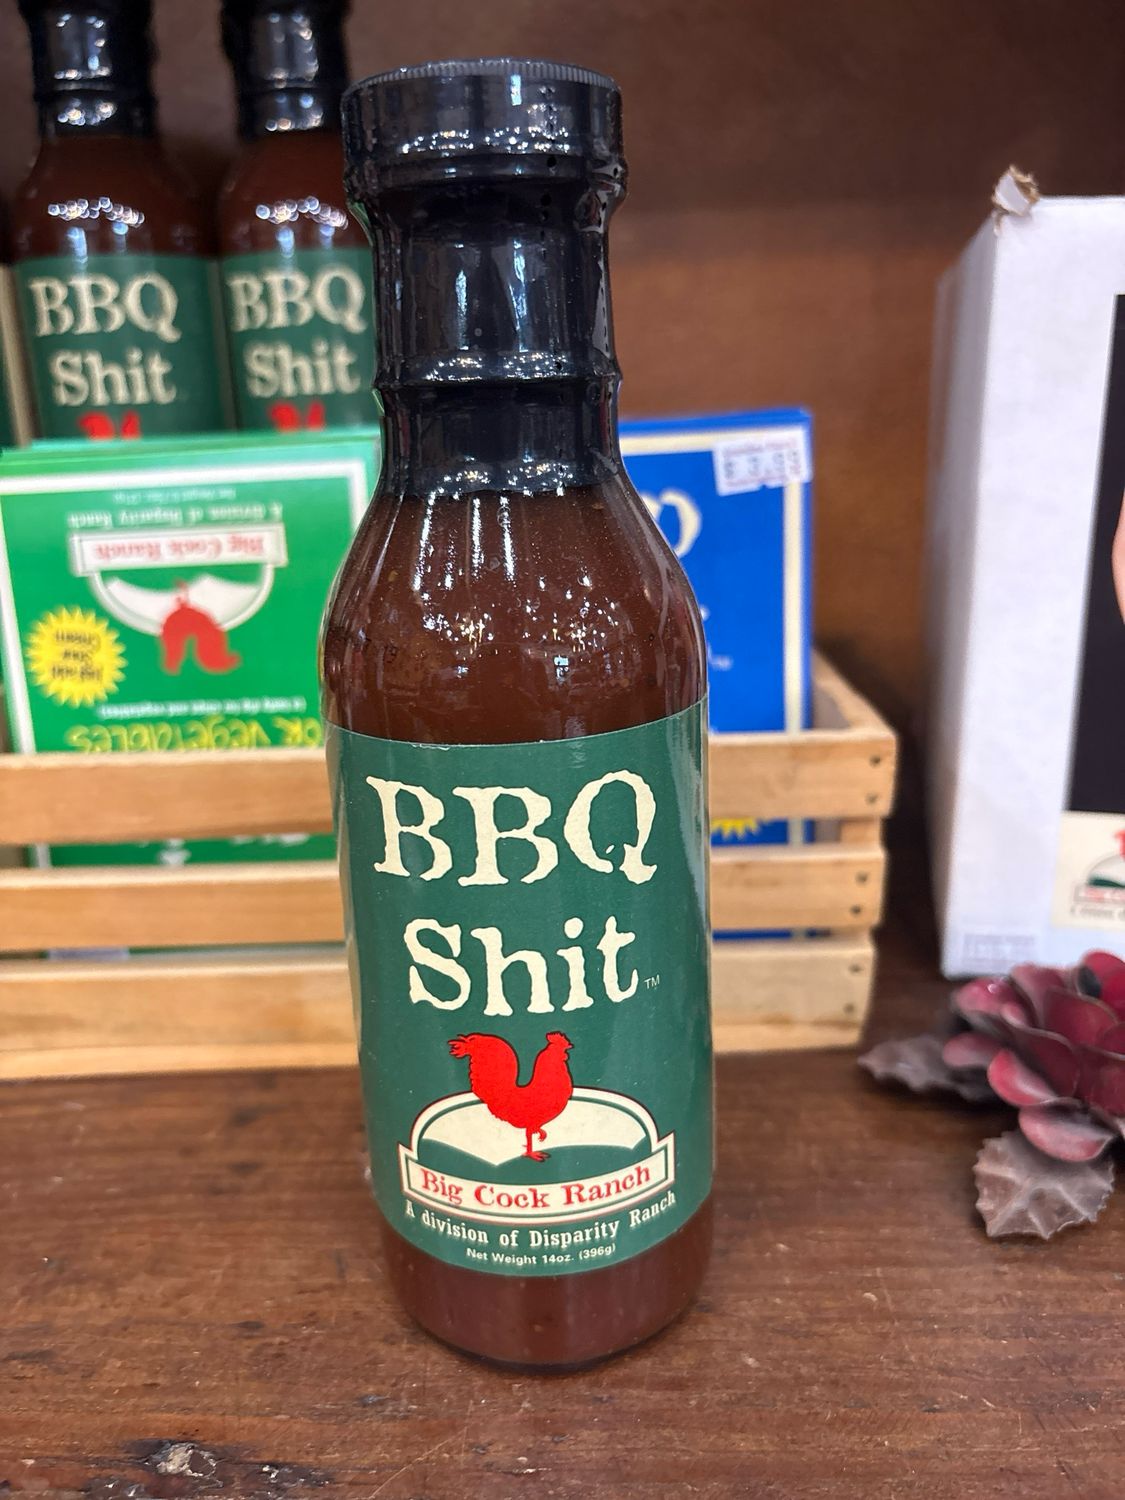 BBQ
Shit
BBQ
Shit
A division of Disparity Ranch
Big Cock Ranch
Vegetables
BBQ
Shit™
Big Cock Ranch
A division of Disparity Ranch
Net Weight 14oz. (396g)